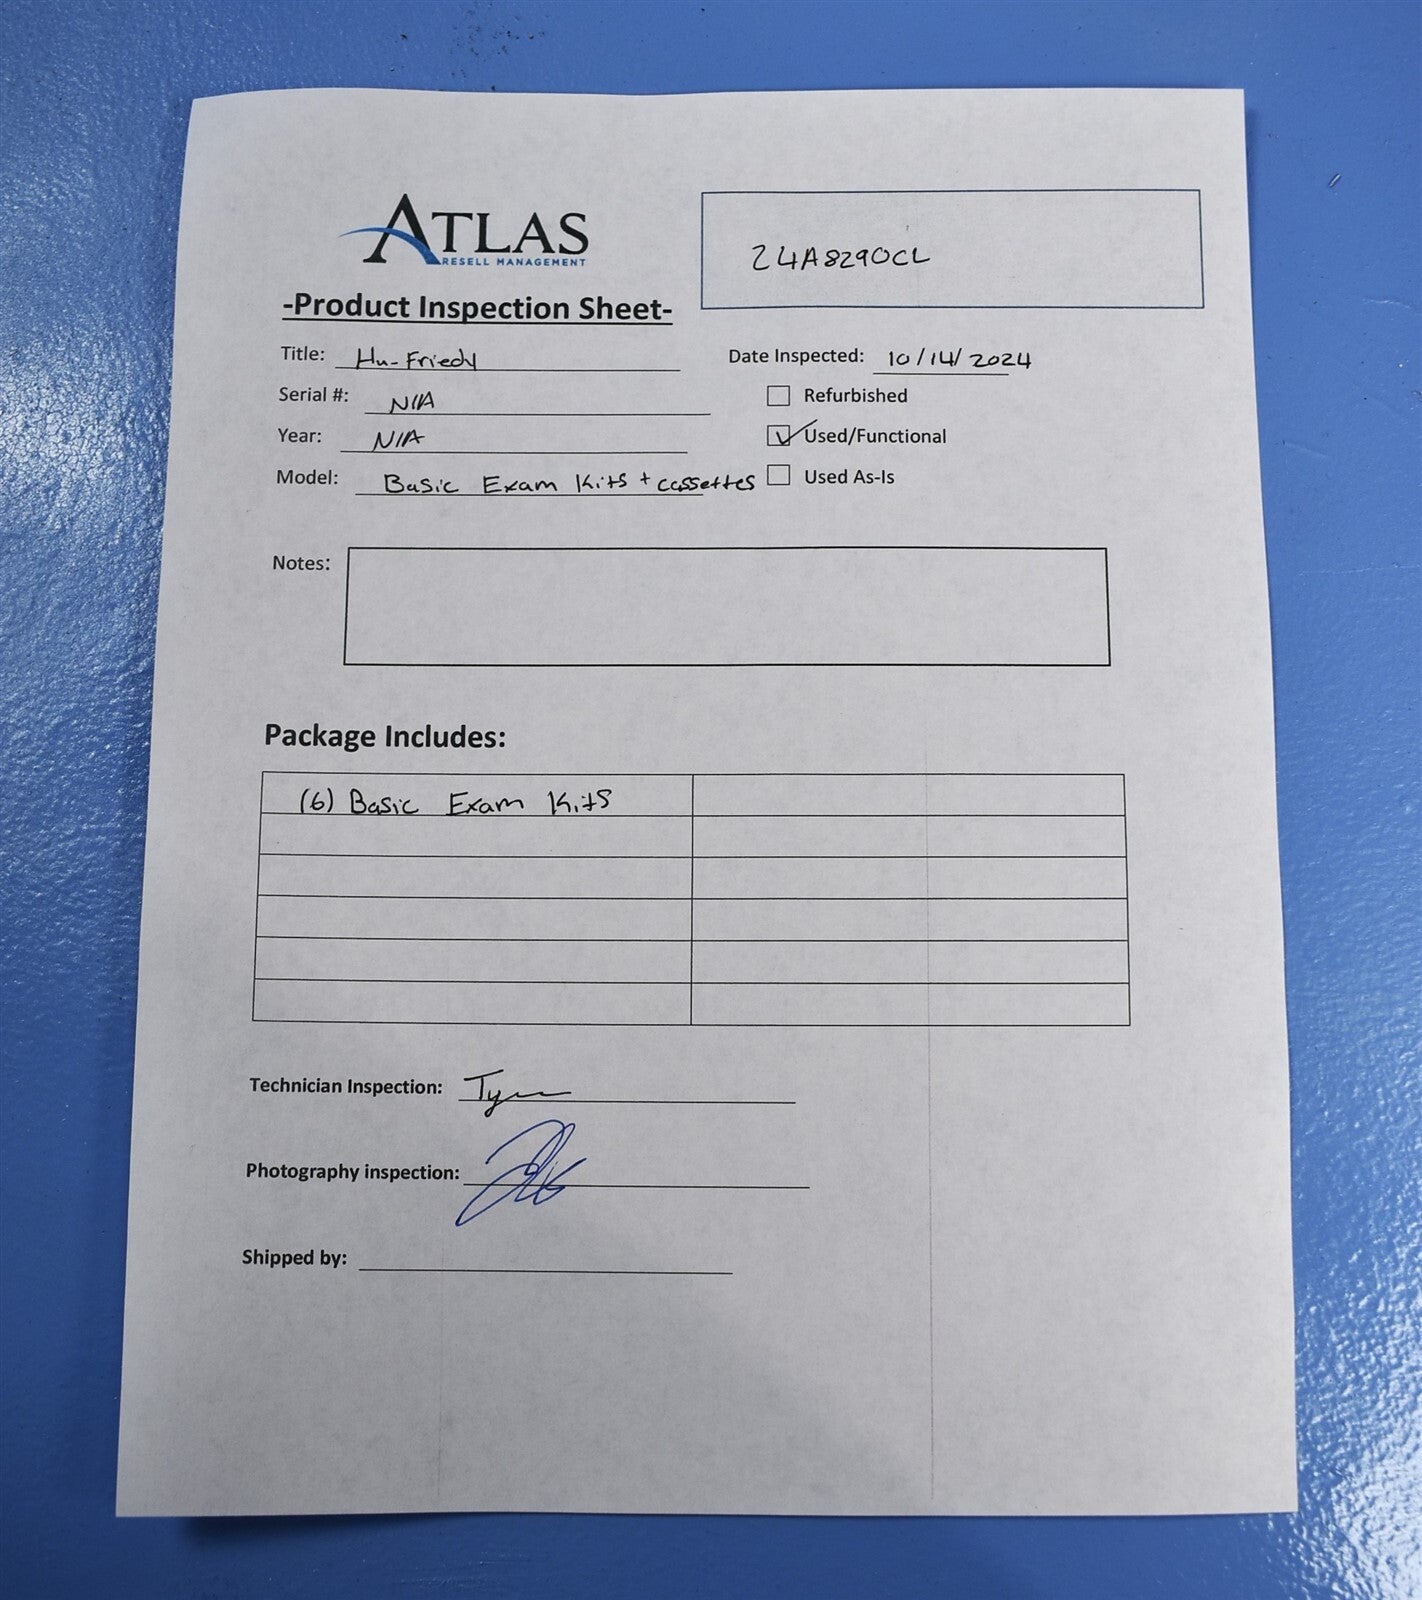 ATLAS
RESELL MANAGEMENT
24A8290CL
-Product Inspection Sheet-
Title: Hu-Friedy
Date Inspected: 10/14/2024
Serial #: N/A
Refurbished
Year: N/A
Used/Functional
Model: Basic Exam Kits + cassettes
Used As-Is
Notes:
Package Includes:
(6) Basic Exam Kits
Technician Inspection:
Photography inspection:
Shipped by: